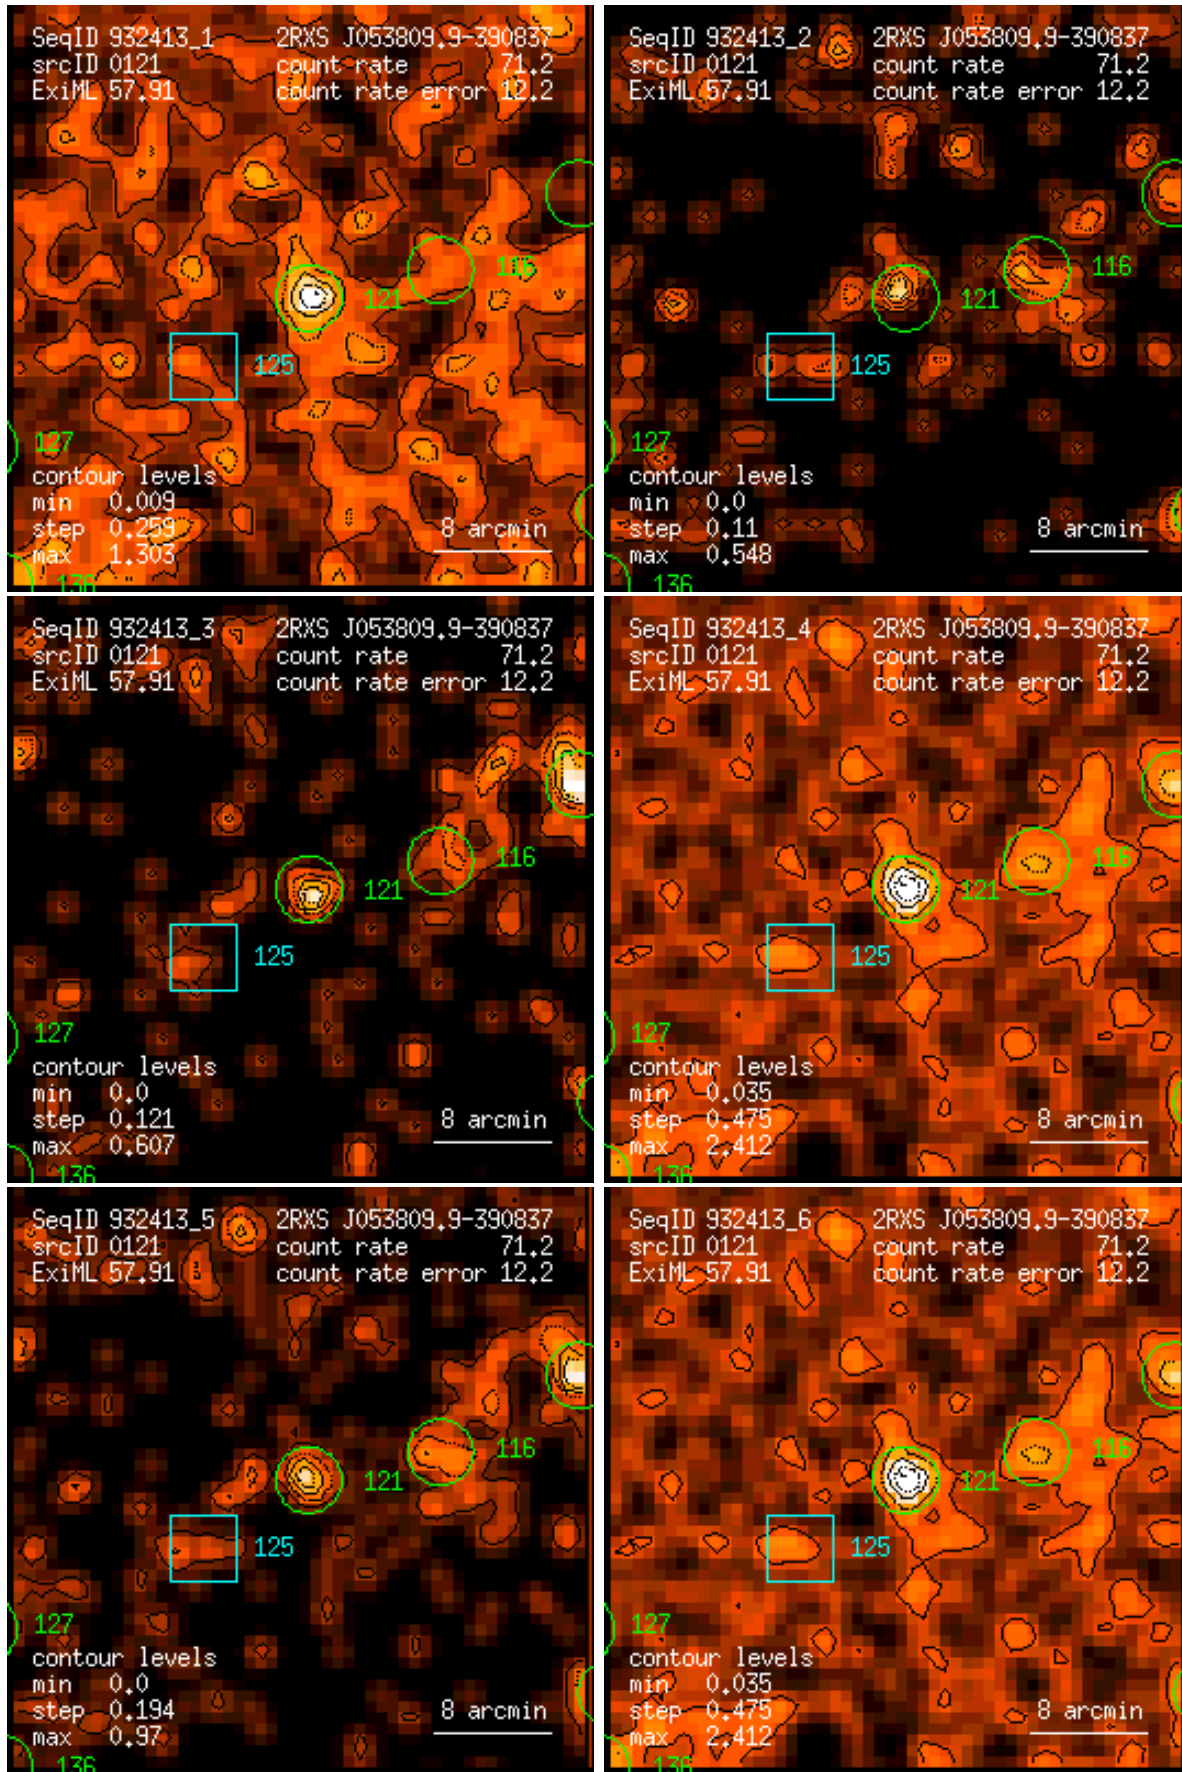 SeqID 932413_1 2RXS J053809.9-390837
srcID 0121 count rate 71.2
ExiML 57.91 count rate error 12.2
116
121
125
127
contour levels
min 0.009
step 0.259 8 arcmin
max 1.303
136
SeqID 932413_2 2RXS J053809.9-390837
srcID 0121 count rate 71.2
ExiML 57.91 count rate error 12.2
116
121
125
127
contour levels
min 0.0
step 0.11 8 arcmin
max 0.548
136
SeqID 932413_3 2RXS J053809.9-390837
srcID 0121 count rate 71.2
ExiML 57.91 count rate error 12.2
116
121
125
127
contour levels
min 0.0
step 0.121 8 arcmin
max 0.607
136
SeqID 932413_4 2RXS J053809.9-390837
srcID 0121 count rate 71.2
ExiML 57.91 count rate error 12.2
116
121
125
127
contour levels
min 0.035
step 0.475 8 arcmin
max 2.412
136
SeqID 932413_5 2RXS J053809.9-390837
srcID 0121 count rate 71.2
ExiML 57.91 count rate error 12.2
116
121
125
127
contour levels
min 0.0
step 0.194 8 arcmin
max 0.97
136
SeqID 932413_6 2RXS J053809.9-390837
srcID 0121 count rate 71.2
ExiML 57.91 count rate error 12.2
116
121
125
127
contour levels
min 0.035
step 0.475 8 arcmin
max 2.412
136